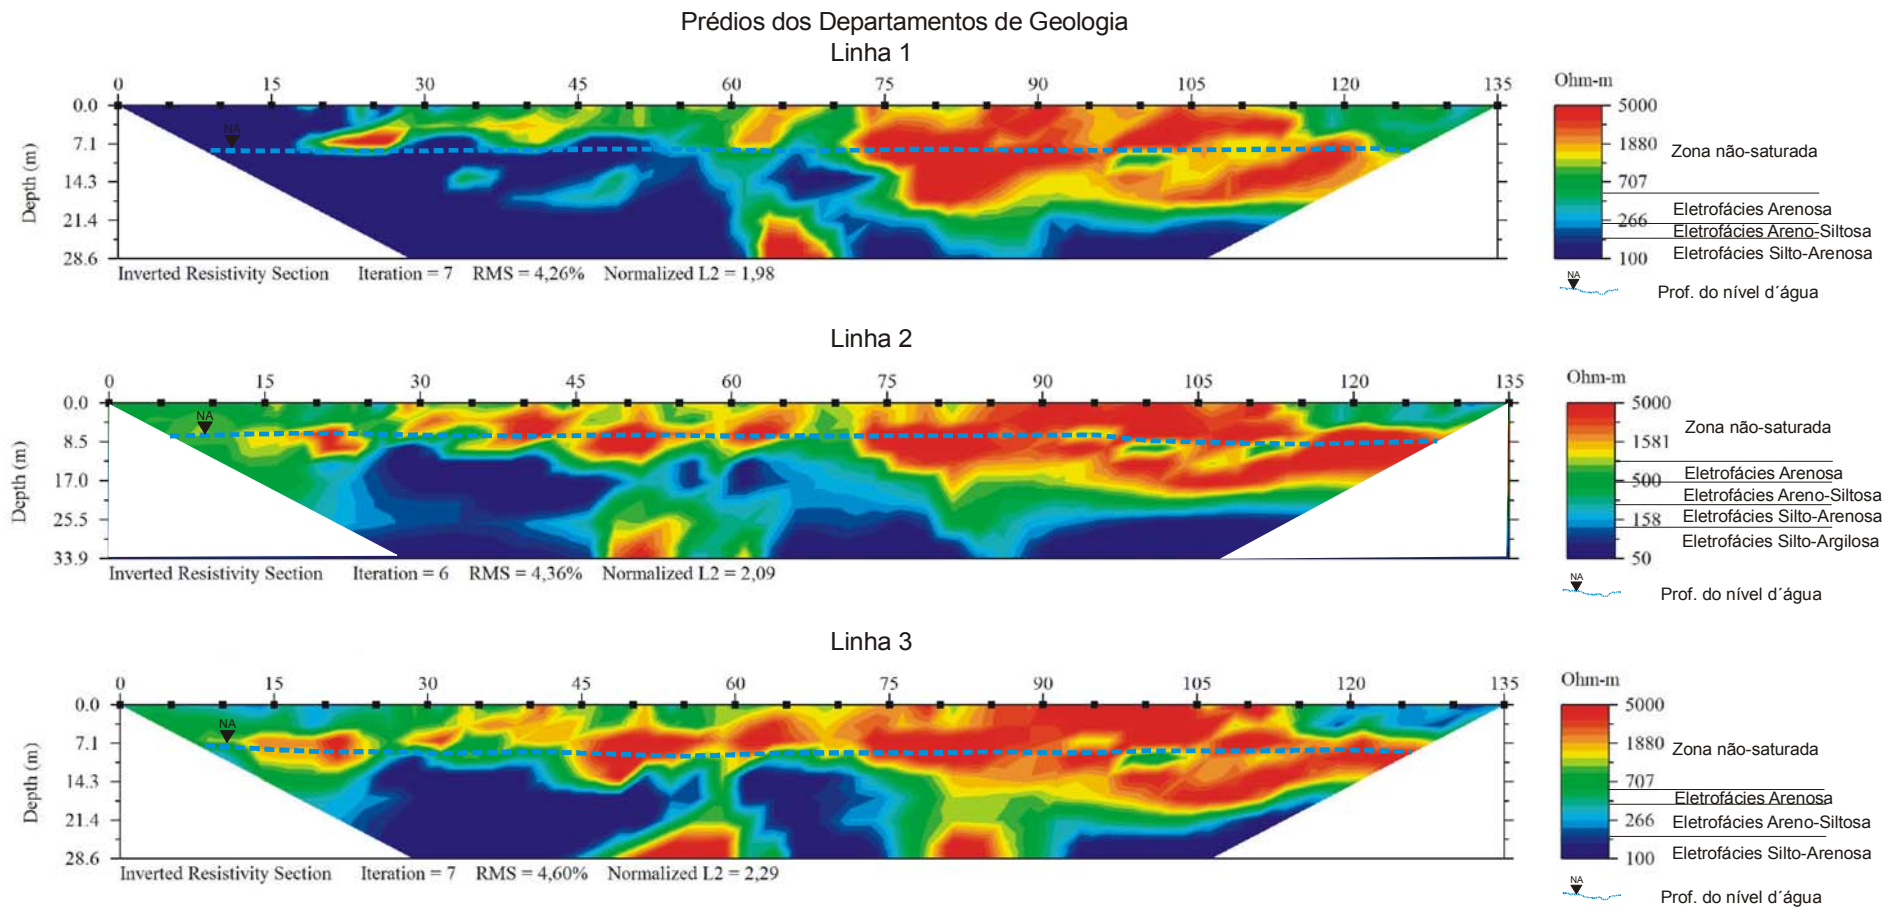 Prédios dos Departamentos de Geologia
Linha 1
0 15 30 45 60 75 90 105 120 135
Ohm-m
Depth (m)
0.0
7.1
14.3
21.4
28.6
NA
5000
1880
707
266
100
Zona não-saturada
Eletrofácies Arenosa
Eletrofácies Areno-Siltosa
Eletrofácies Silto-Arenosa
Inverted Resistivity Section Iteration = 7 RMS = 4,26% Normalized L2 = 1,98
NA
Prof. do nível d´água
Linha 2
0 15 30 45 60 75 90 105 120 135
Ohm-m
Depth (m)
0.0
8.5
17.0
25.5
33.9
NA
5000
1581
500
158
50
Zona não-saturada
Eletrofácies Arenosa
Eletrofácies Areno-Siltosa
Eletrofácies Silto-Arenosa
Eletrofácies Silto-Argilosa
Inverted Resistivity Section Iteration = 6 RMS = 4,36% Normalized L2 = 2,09
NA
Prof. do nível d´água
Linha 3
0 15 30 45 60 75 90 105 120 135
Ohm-m
Depth (m)
0.0
7.1
14.3
21.4
28.6
NA
5000
1880
707
266
100
Zona não-saturada
Eletrofácies Arenosa
Eletrofácies Areno-Siltosa
Eletrofácies Silto-Arenosa
Inverted Resistivity Section Iteration = 7 RMS = 4,60% Normalized L2 = 2,29
NA
Prof. do nível d´água